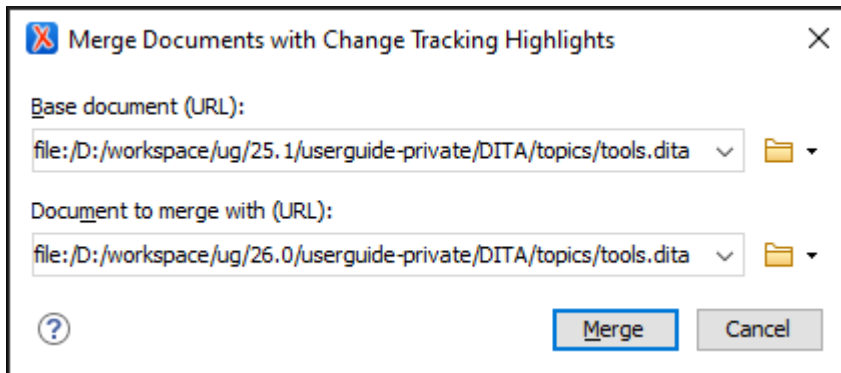 Merge Documents with Change Tracking Highlights
Base document (URL):
file:/D:/workspace/ug/25.1/userguide-private/DITA/topics/tools.dita
Document to merge with (URL):
file:/D:/workspace/ug/26.0/userguide-private/DITA/topics/tools.dita
? Merge Cancel